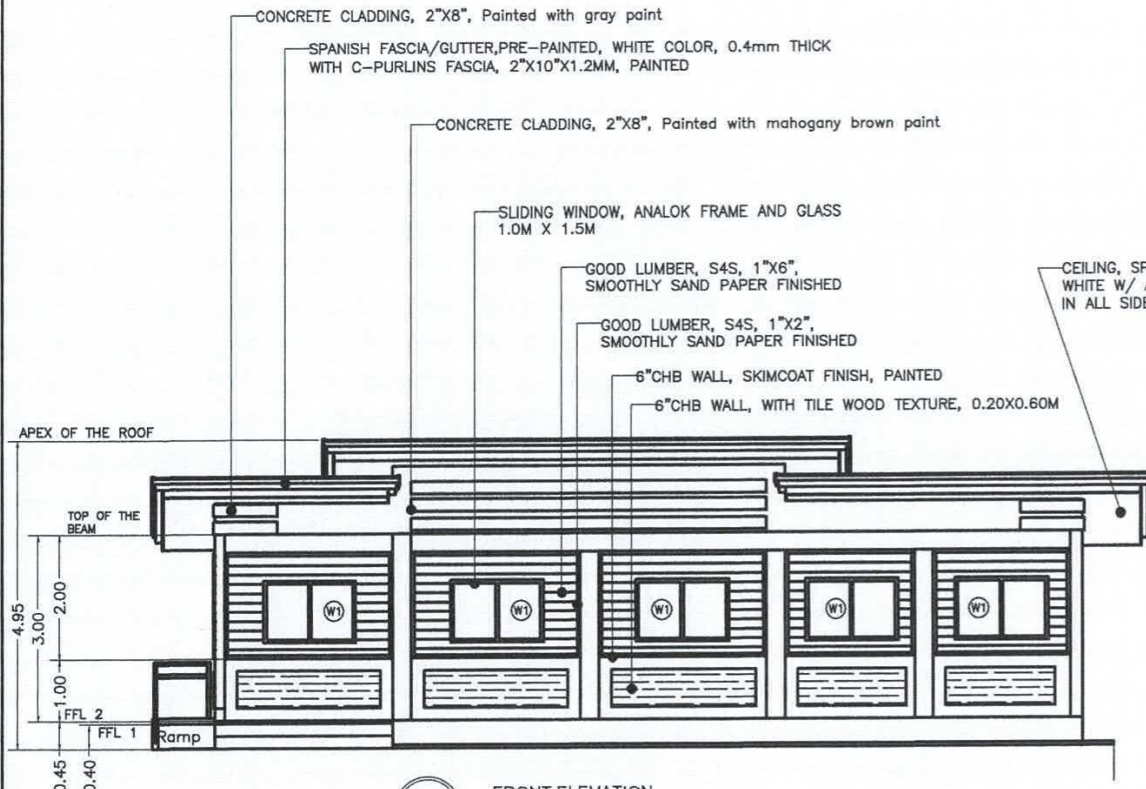 CONCRETE CLADDING, 2"X8", Painted with gray paint
SPANISH FASCIA/GUTTER,PRE-PAINTED, WHITE COLOR, 0.4mm THICK
WITH C-PURLINS FASCIA, 2"X10"X1.2MM, PAINTED
CONCRETE CLADDING, 2"X8", Painted with mahogany brown paint
SLIDING WINDOW, ANALOK FRAME AND GLASS
1.0M X 1.5M
GOOD LUMBER, S4S, 1"X6",
SMOOTHLY SAND PAPER FINISHED
CEILING,
WHITE W/
IN ALL
GOOD LUMBER, S4S, 1"X2",
SMOOTHLY SAND PAPER FINISHED
6"CHB WALL, SKIMCOAT FINISH, PAINTED
6"CHB WALL, WITH TILE WOOD TEXTURE, 0.20X0.60M
APEX OF THE ROOF
TOP OF THE
BEAM
4.95
3.00
2.00
W1
W1
W1
W1
W1
1.00
FFL 2
FFL 1
Ramp
0.45
0.40
FRONT ELEVATION